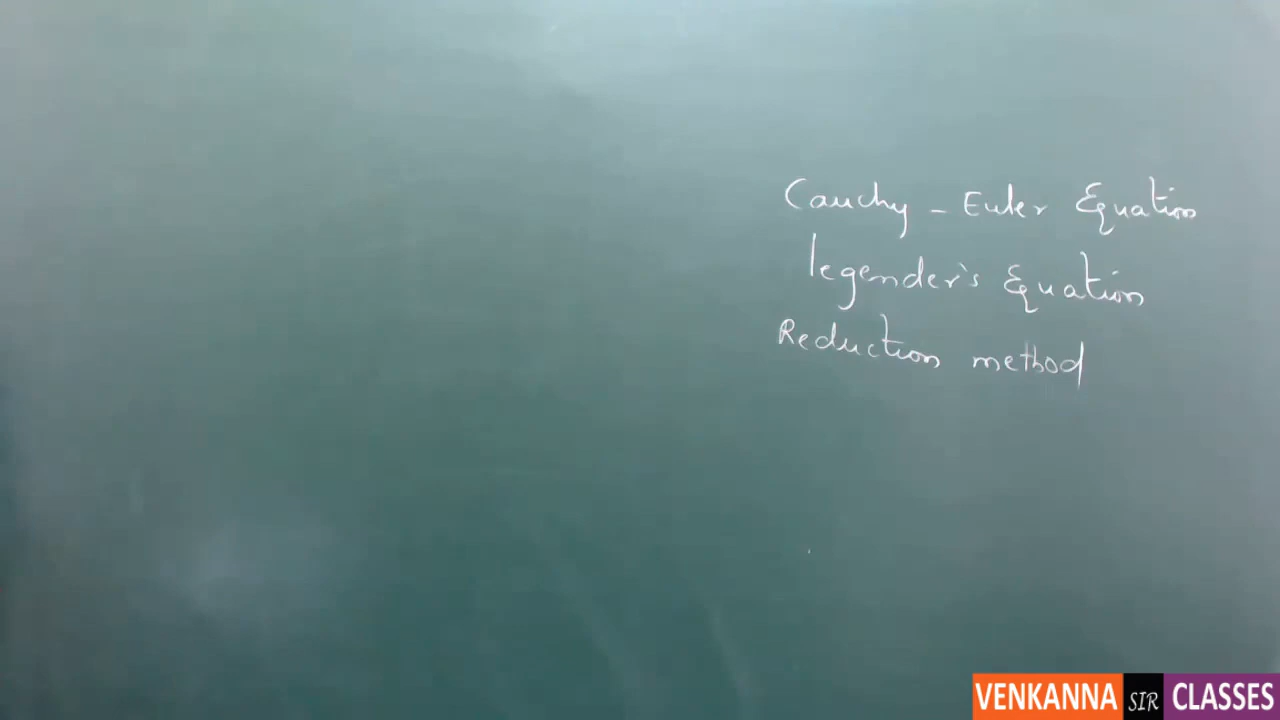 Cauchy - Euler Equation
legender's Equation
Reduction method
VENKANNA SIR CLASSES